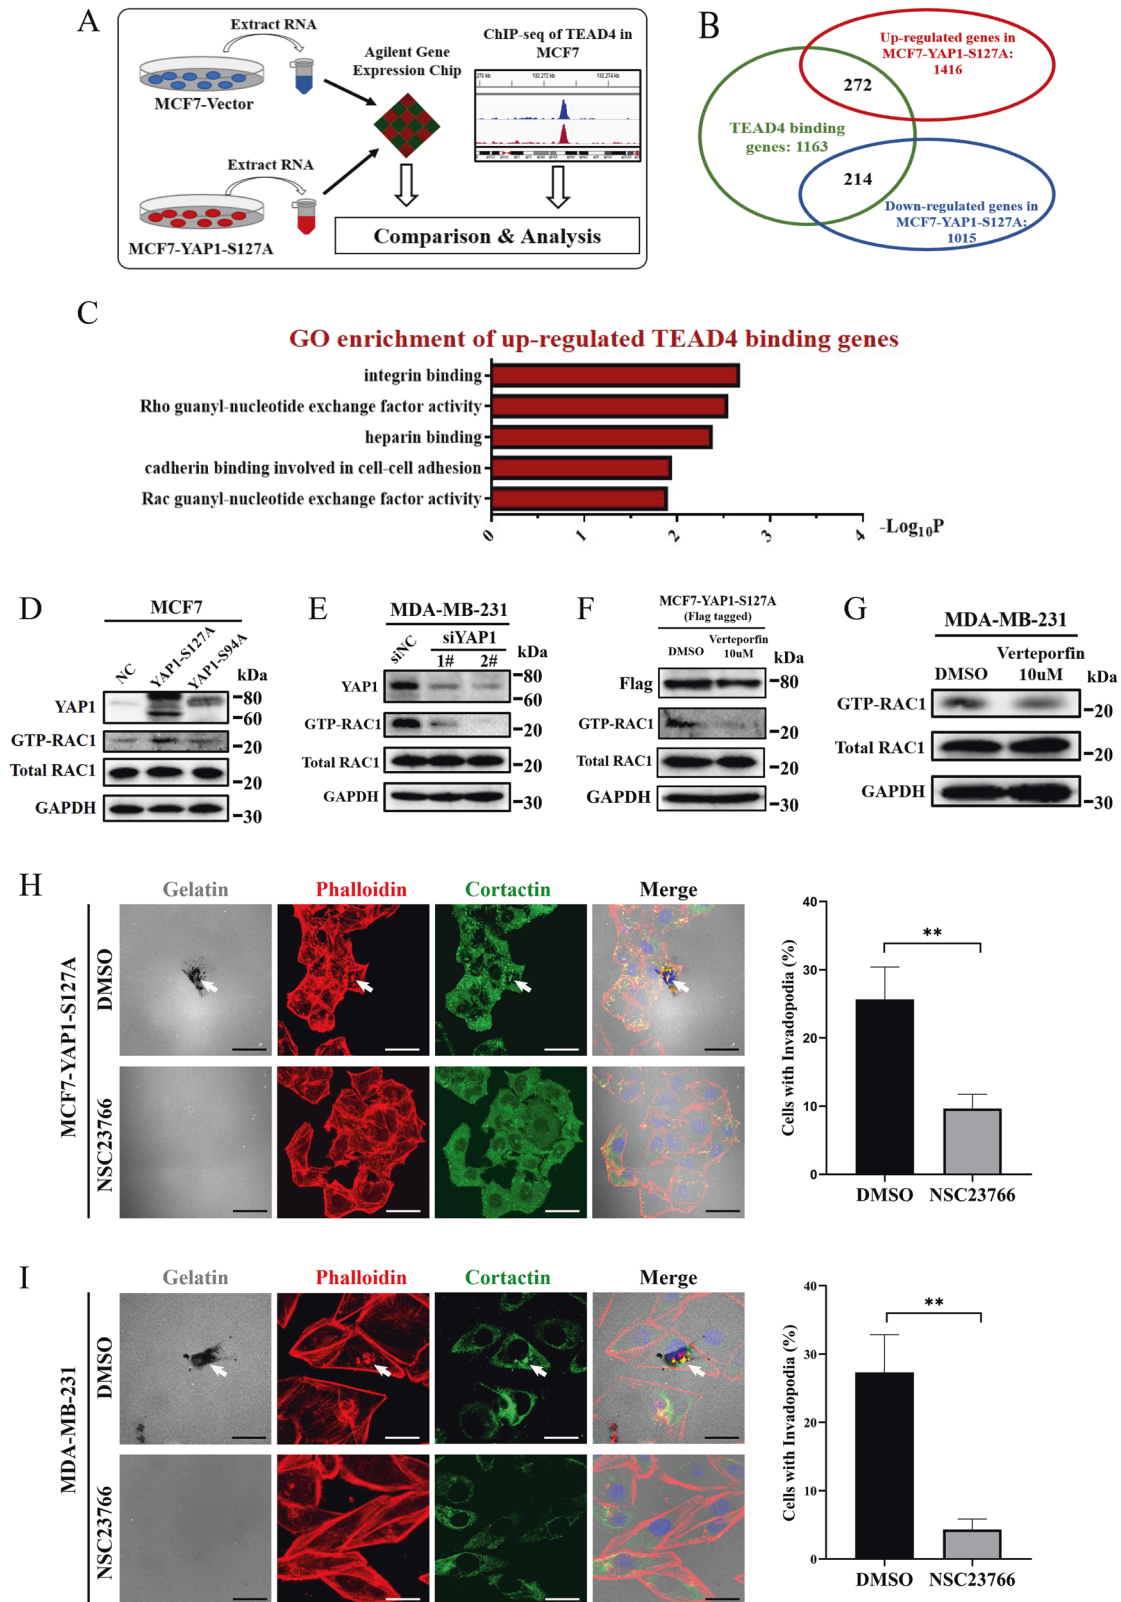 A
Extract RNA
MCF7-Vector
Extract RNA
MCF7-YAP1-S127A
Agilent Gene
Expression Chip
ChIP-seq of TEAD4 in
MCF7
270 kb
132,272 kb
132,274 kb
Comparison & Analysis
B
Up-regulated genes in
MCF7-YAP1-S127A:
1416
272
TEAD4 binding
genes: 1163
214
Down-regulated genes in
MCF7-YAP1-S127A:
1015
C
GO enrichment of up-regulated TEAD4 binding genes
integrin binding
Rho guanyl-nucleotide exchange factor activity
heparin binding
cadherin binding involved in cell-cell adhesion
Rac guanyl-nucleotide exchange factor activity
0
1
2
3
4
-Log10P
D
MCF7
NC
YAP1-S127A
YAP1-S94A
kDa
YAP1
80
60
GTP-RAC1
20
Total RAC1
20
GAPDH
30
E
MDA-MB-231
siNC
siYAP1
1#
2#
kDa
YAP1
80
60
GTP-RAC1
20
Total RAC1
20
GAPDH
30
F
MCF7-YAP1-S127A
(Flag tagged)
DMSO
Verteporfin
10uM
kDa
Flag
80
GTP-RAC1
20
Total RAC1
20
GAPDH
30
G
MDA-MB-231
DMSO
Verteporfin
10uM
kDa
GTP-RAC1
20
Total RAC1
20
GAPDH
30
H
Gelatin
Phalloidin
Cortactin
Merge
MCF7-YAP1-S127A
DMSO
NSC23766
Cells with Invadopodia (%)
40
30
20
10
0
**
DMSO
NSC23766
I
Gelatin
Phalloidin
Cortactin
Merge
MDA-MB-231
DMSO
NSC23766
Cells with Invadopodia (%)
40
30
20
10
0
**
DMSO
NSC23766